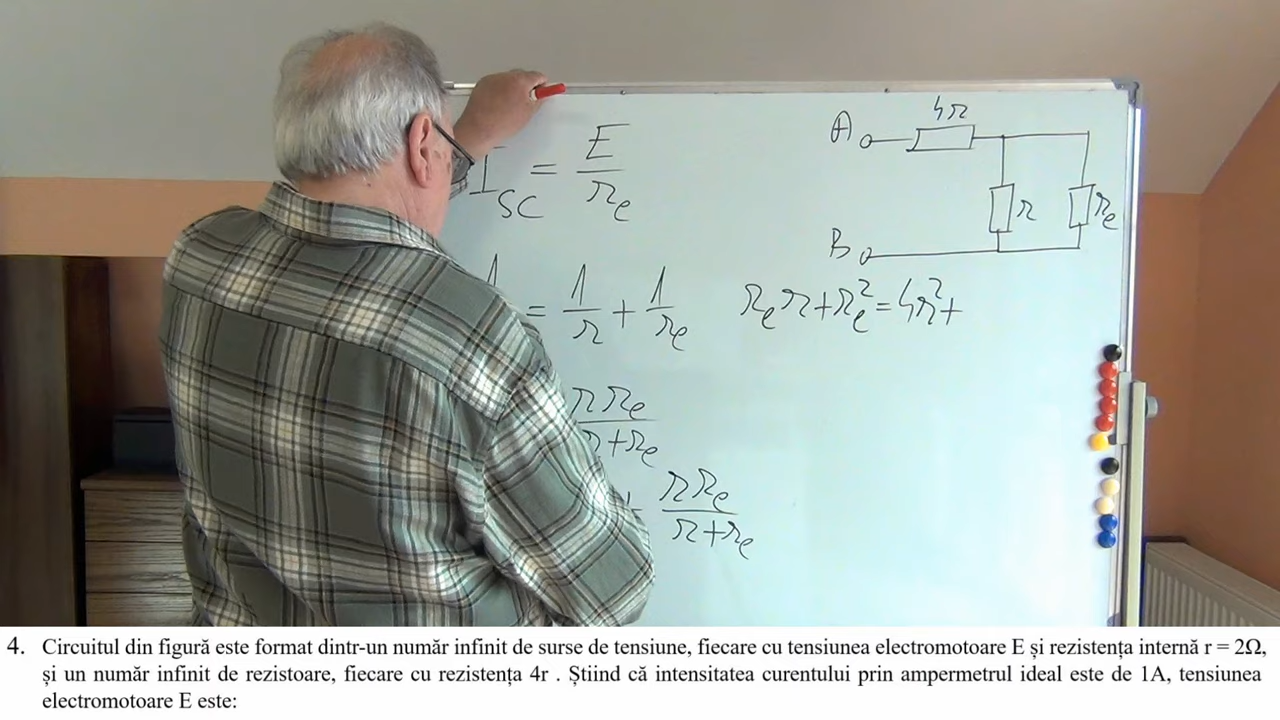 I_SC = E/r_e
1/ = 1/r + 1/r_e
r r_e/r+r_e
+ r r_e/r+r_e
A 4r
r r_e
B
r_e r + r_e² = 4r² +
4. Circuitul din figură este format dintr-un număr infinit de surse de tensiune, fiecare cu tensiunea electromotoare E și rezistența internă r = 2Ω,
și un număr infinit de rezistoare, fiecare cu rezistența 4r . Știind că intensitatea curentului prin ampermetrul ideal este de 1A, tensiunea
electromotoare E este: